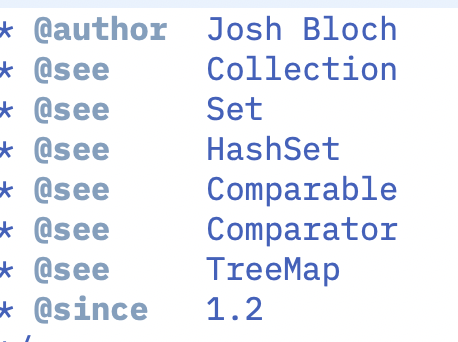 * @author  Josh Bloch
* @see     Collection
* @see     Set
* @see     HashSet
* @see     Comparable
* @see     Comparator
* @see     TreeMap
* @since   1.2
*/